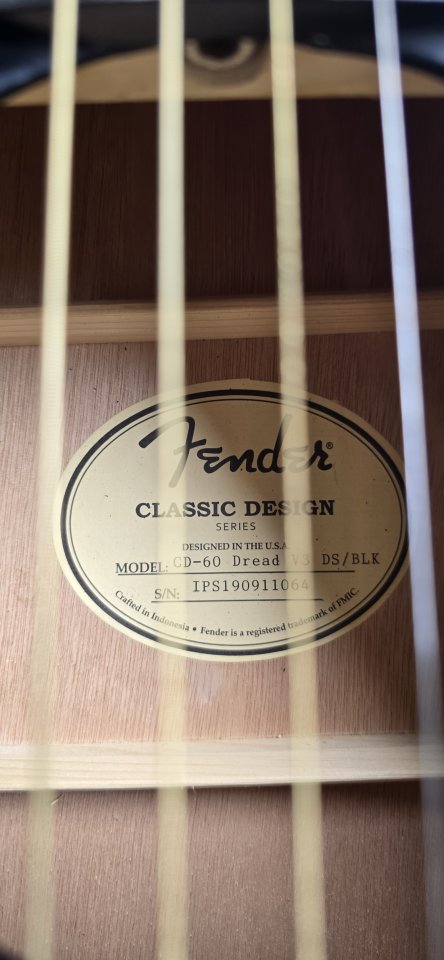 Fender®
CLASSIC DESIGN
SERIES
DESIGNED IN THE U.S.A.
MODEL: CD-60 Dread V3 DS/BLK
S/N: IPS190911064
Crafted in Indonesia • Fender is a registered trademark of FMIC.